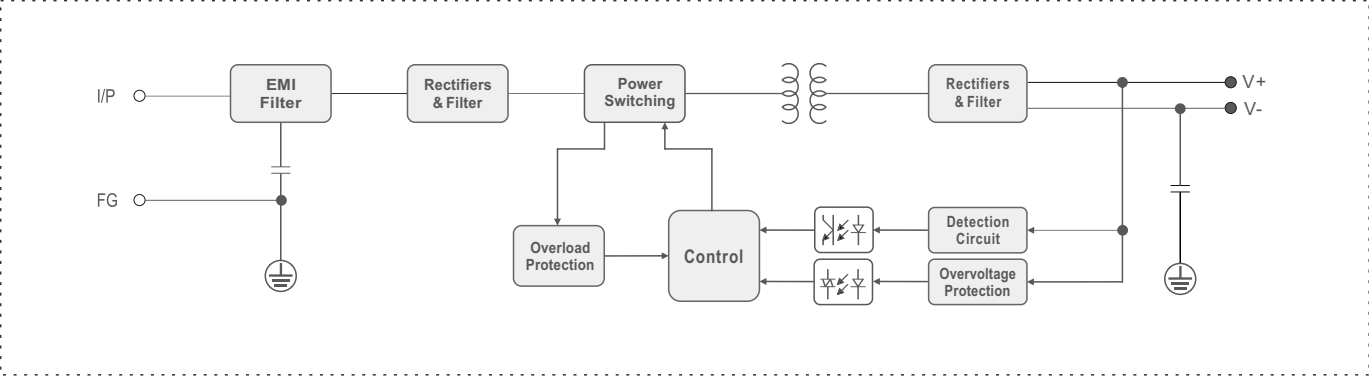 I/P
EMI
Filter
Rectifiers
& Filter
Power
Switching
Rectifiers
& Filter
V+
V-
FG
Overload
Protection
Control
Detection
Circuit
Overvoltage
Protection